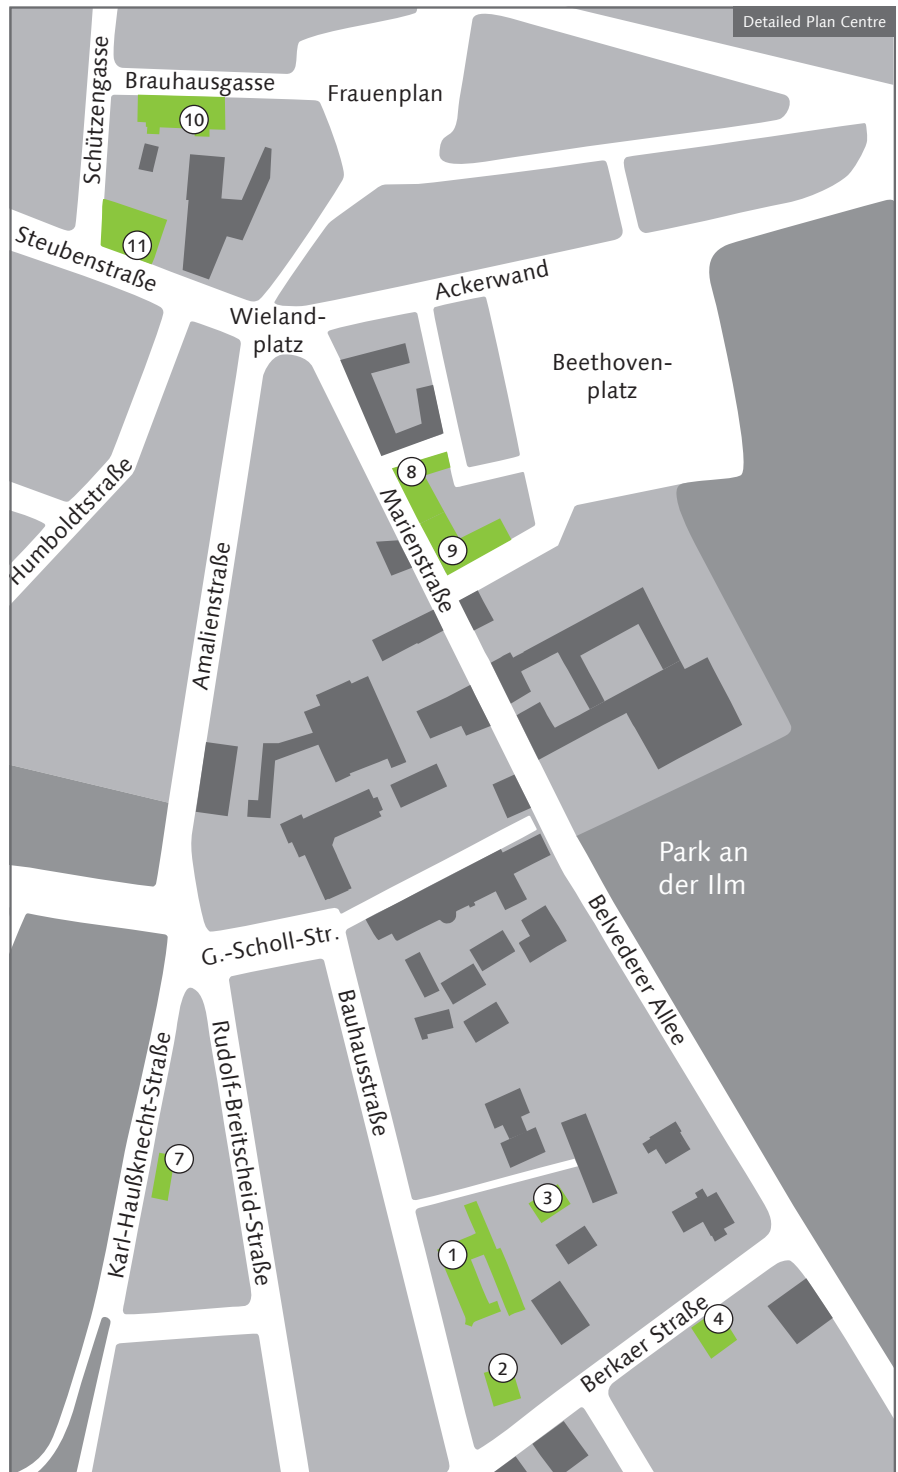 Detailed Plan Centre
Schützengasse
Brauhausgasse
Frauenplan
10
11
Steubenstraße
Ackerwand
Wieland-
platz
Beethoven-
platz
Humboldtstraße
8
Marienstraße
9
Amalienstraße
Park an
der Ilm
Belvederer Allee
G.-Scholl-Str.
Bauhausstraße
Rudolf-Breitscheid-Straße
Karl-Haußknecht-Straße
7
3
1
4
Berkaer Straße
2